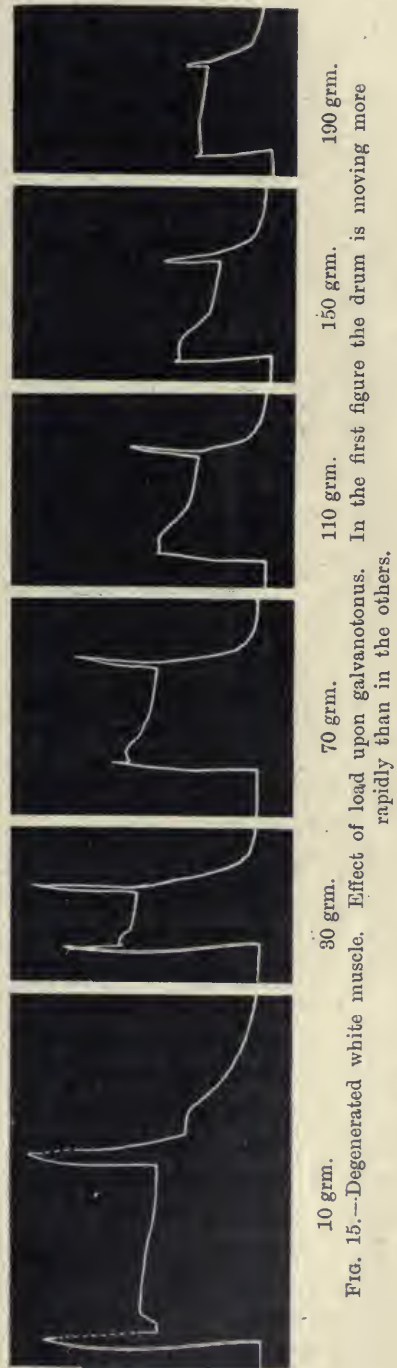 10 grm. 30 grm. 70 grm. 110 grm. 150 grm. 190 grm.
FIG. 15.—Degenerated white muscle. Effect of load upon galvanotonus. In the first figure the drum is moving more
rapidly than in the others.